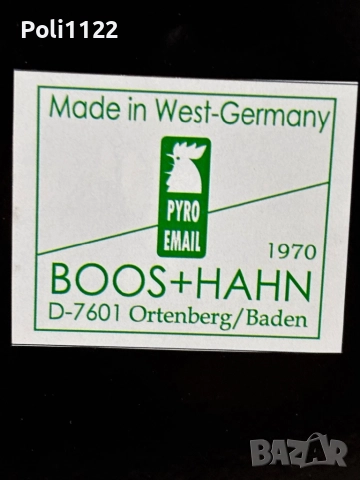 Poli1122
Made in West-Germany
PYRO
EMAIL
1970
BOOS+HAHN
D-7601 Ortenberg/Baden
BAZAR